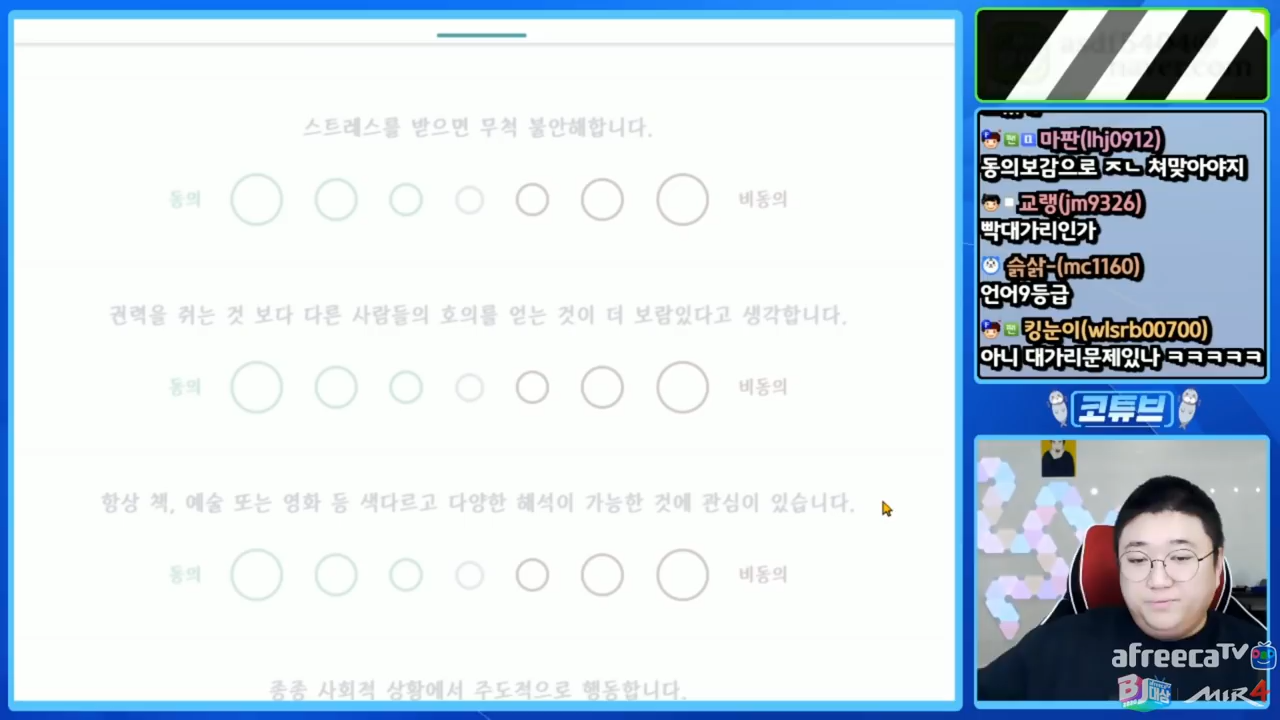 스트레스를 받으면 무척 불안해합니다.
동의
비동의
권력을 쥐는 것 보다 다른 사람들의 호의를 얻는 것이 더 보람있다고 생각합니다.
동의
비동의
항상 책, 예술 또는 영화 등 색다르고 다양한 해석이 가능한 것에 관심이 있습니다.
동의
비동의
종종 사회적 상황에서 주도적으로 행동합니다.
마판(lhj0912)
동의보감으로 ㅈㄴ 쳐맞아야지
교랭(jm9326)
빡대가리인가
슭삵-(mc1160)
언어9등급
킹눈이(wlsrb00700)
아니 대가리문제있나 ㅋㅋㅋㅋㅋ
코튜브
afreecaTV
BJ대상
MIR4